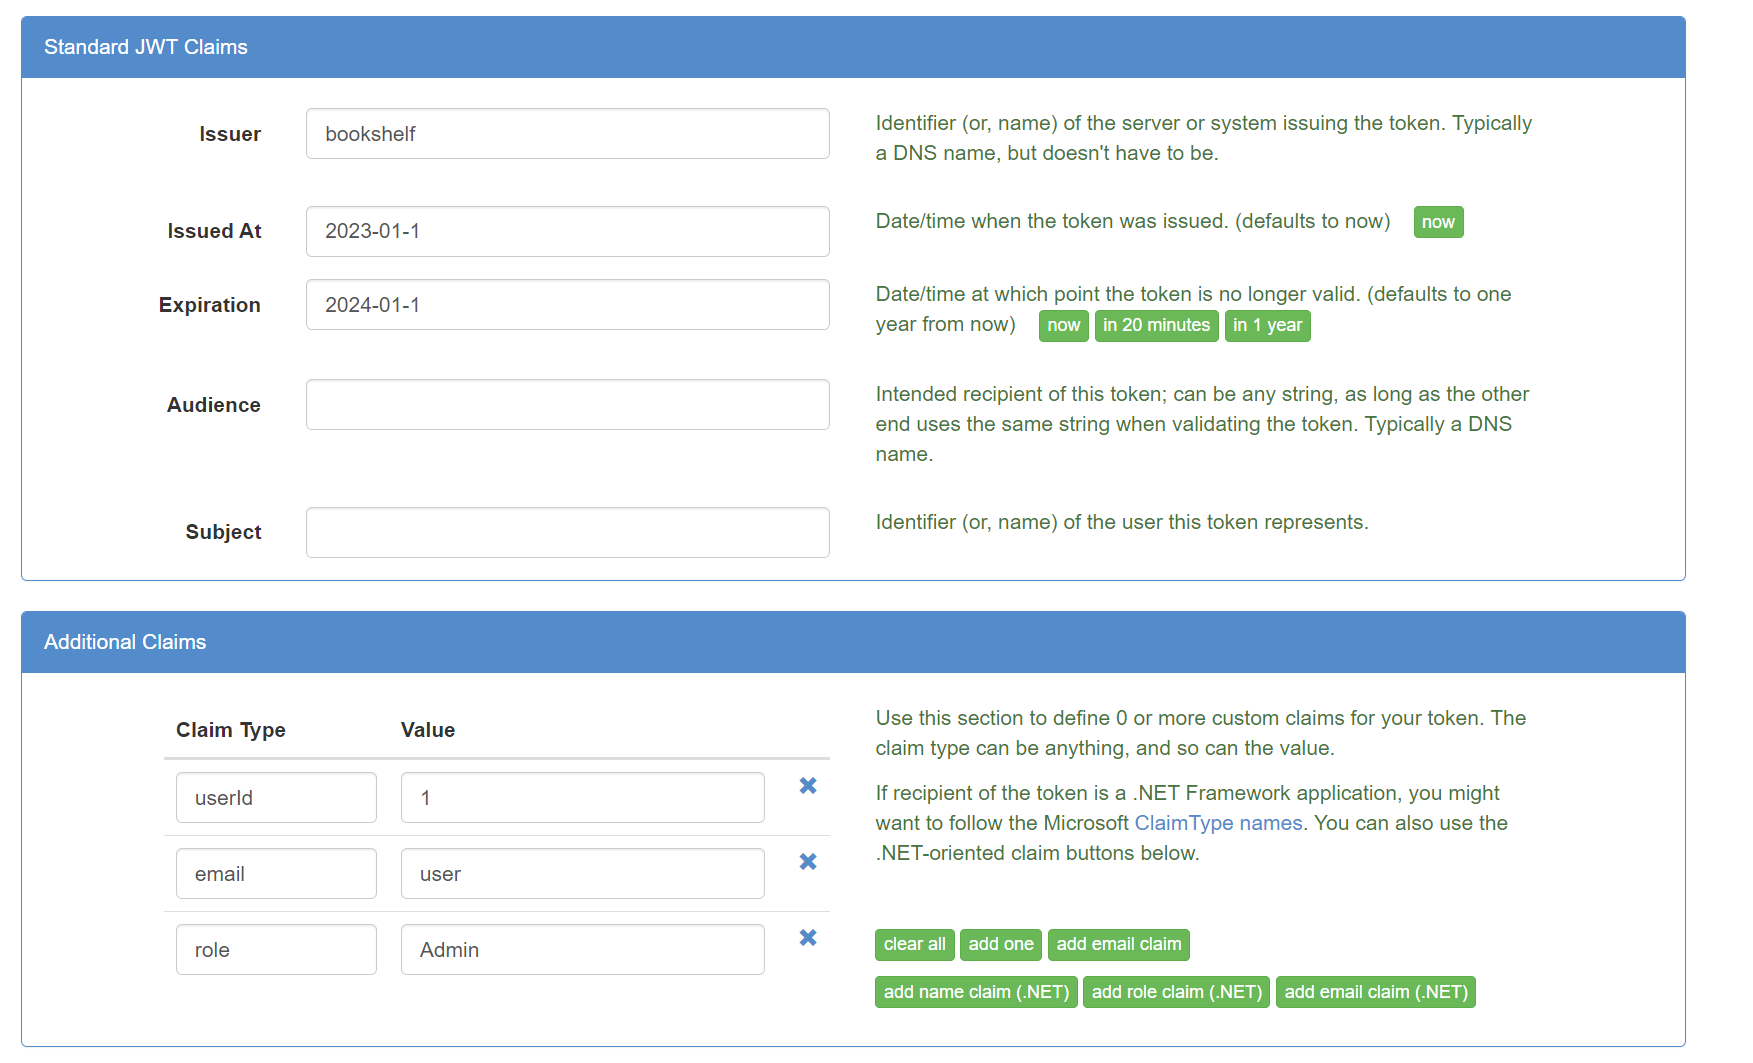 Standard JWT Claims
Issuer
bookshelf
Identifier (or, name) of the server or system issuing the token. Typically
a DNS name, but doesn't have to be.
Issued At
2023-01-1
Date/time when the token was issued. (defaults to now) now
Expiration
2024-01-1
Date/time at which point the token is no longer valid. (defaults to one
year from now) now in 20 minutes in 1 year
Audience
Intended recipient of this token; can be any string, as long as the other
end uses the same string when validating the token. Typically a DNS
name.
Subject
Identifier (or, name) of the user this token represents.
Additional Claims
Claim Type Value
userId 1
email user
role Admin
Use this section to define 0 or more custom claims for your token. The
claim type can be anything, and so can the value.
If recipient of the token is a .NET Framework application, you might
want to follow the Microsoft ClaimType names. You can also use the
.NET-oriented claim buttons below.
clear all add one add email claim
add name claim (.NET) add role claim (.NET) add email claim (.NET)